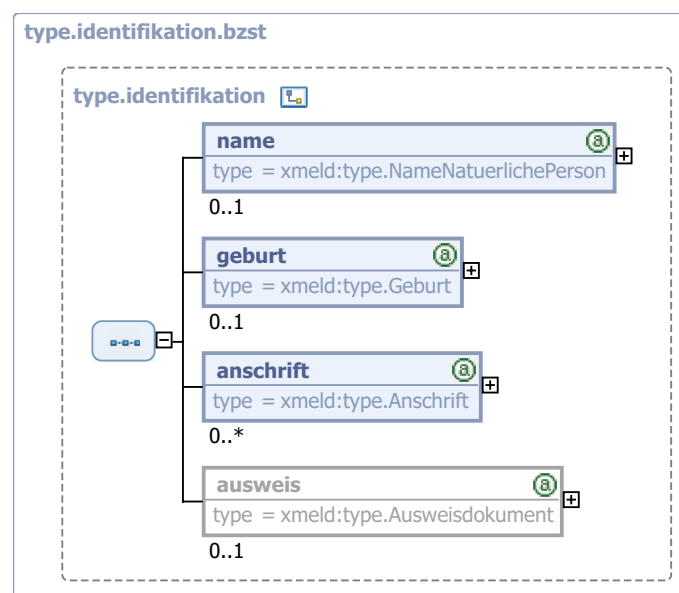 type.identifikation.bzst
type.identifikation
name a
type = xmeld:type.NameNatuerlichePerson
0..1
geburt a
type = xmeld:type.Geburt
0..1
anschrift a
type = xmeld:type.Anschrift
0..*
ausweis a
type = xmeld:type.Ausweisdokument
0..1